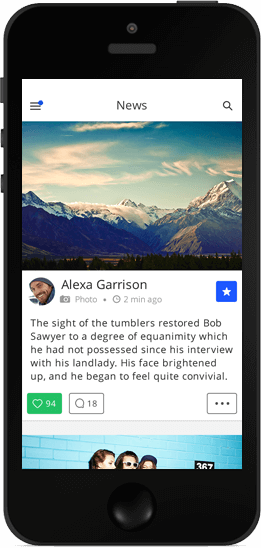 News
Alexa Garrison
Photo • 2 min ago
The sight of the tumblers restored Bob
Sawyer to a degree of equanimity which
he had not possessed since his interview
with his landlady. His face brightened
up, and he began to feel quite convivial.
94 18
367